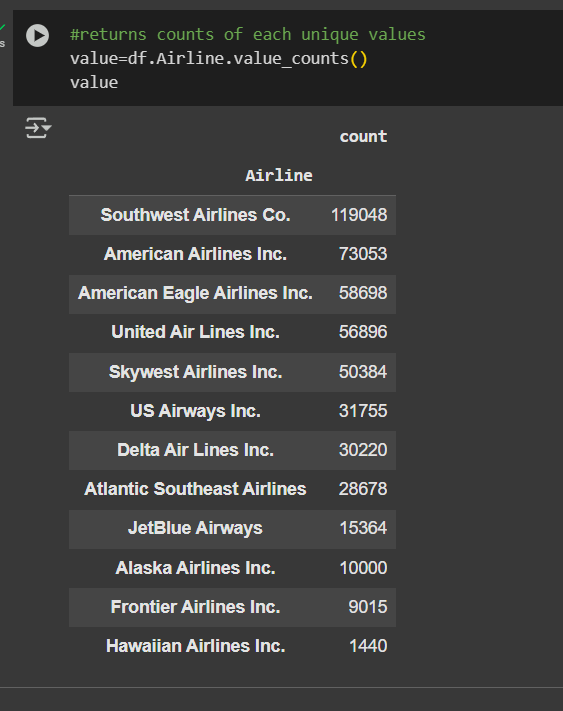 s
#returns counts of each unique values
value=df.Airline.value_counts()
value
count
Airline
Southwest Airlines Co. 119048
American Airlines Inc. 73053
American Eagle Airlines Inc. 58698
United Air Lines Inc. 56896
Skywest Airlines Inc. 50384
US Airways Inc. 31755
Delta Air Lines Inc. 30220
Atlantic Southeast Airlines 28678
JetBlue Airways 15364
Alaska Airlines Inc. 10000
Frontier Airlines Inc. 9015
Hawaiian Airlines Inc. 1440